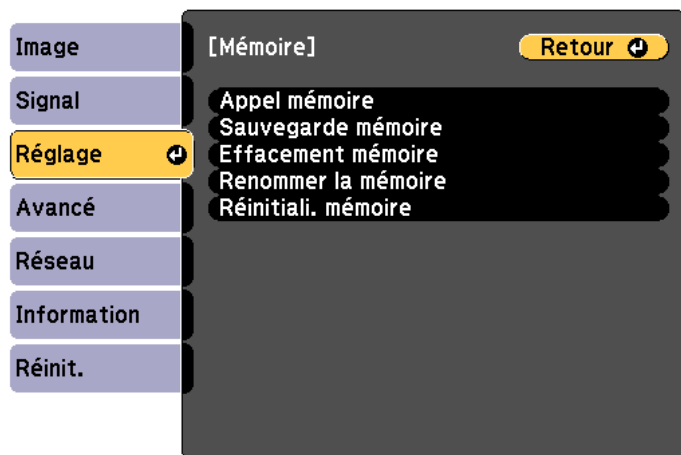 Image
Signal
Réglage
Avancé
Réseau
Information
Réinit.
[Mémoire]
Retour
Appel mémoire
Sauvegarde mémoire
Effacement mémoire
Renommer la mémoire
Réinitiali. mémoire